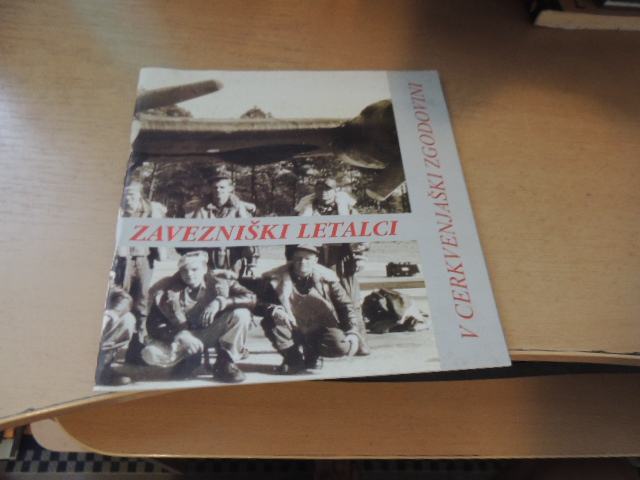 ZAVEZNIŠKI LETALCI
V CERKVENJAŠKI ZGODOVINI